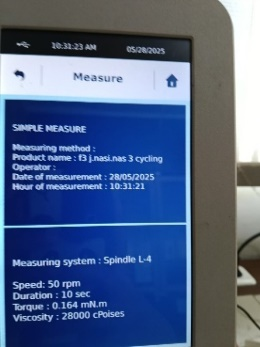 10:31:23 AM 05/28/2025
Measure
SIMPLE MEASURE
Measuring method :
Product name : f3 j.nasi.nas 3 cycling
Operator :
Date of measurement : 28/05/2025
Hour of measurement : 10:31:21
Measuring system : Spindle L-4
Speed: 50 rpm
Duration : 10 sec
Torque : 0.164 mN.m
Viscosity : 28000 cPoises